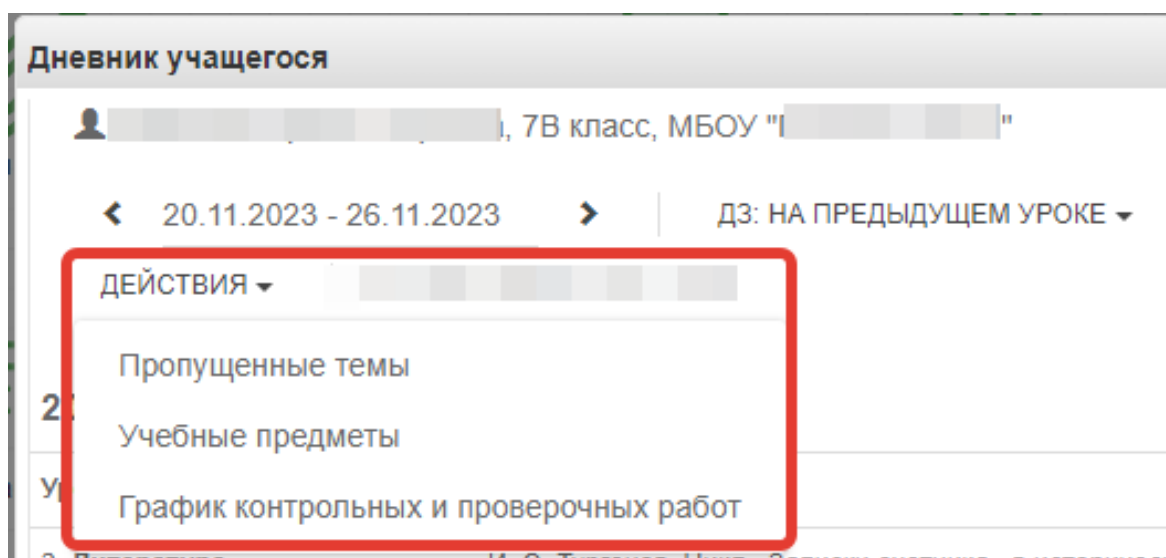 Дневник учащегося
, 7В класс, МБОУ " "
20.11.2023 - 26.11.2023 ДЗ: НА ПРЕДЫДУЩЕМ УРОКЕ
ДЕЙСТВИЯ
Пропущенные темы
Учебные предметы
График контрольных и проверочных работ